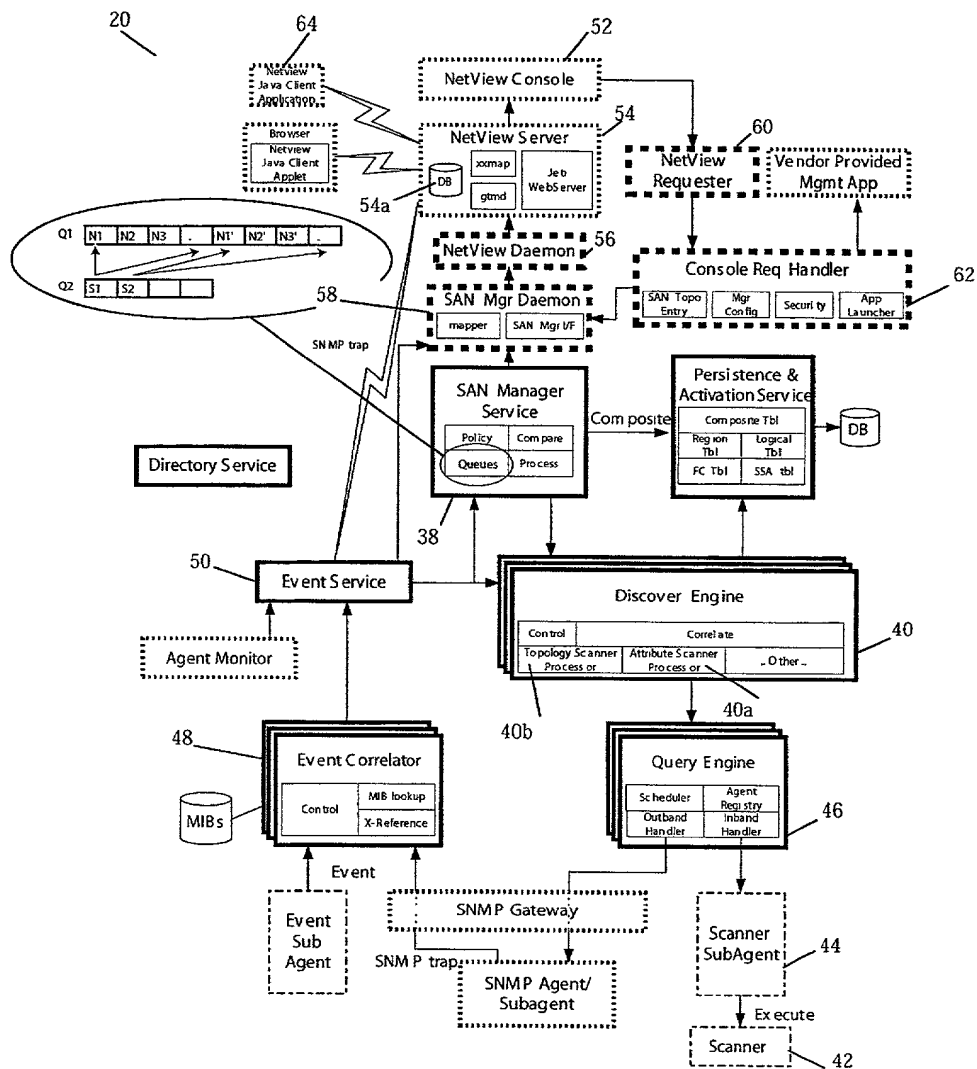 20
64
52
Netview
Java Client
Application
NetView Console
54
Browser
Netview
Java Client
Applet
NetView Server
DB
54a
xxmap
gtmd
Jeb
WebServer
60
NetView
Requester
Vendor Provided
Mgmt App
Q1 N1 N2 N3 . N1' N2' N3' .
Q2 S1 S2
NetView Daemon
56
58
SAN Mgr Daemon
mapper
SAN Mgr I/F
Console Req Handler
62
SAN Topo
Entry
Mgr
Config
Security
App
Launcher
SNMP trap
SAN Manager
Service
Policy
Compare
Queues
Process
38
Composite
Persistence &
Activation Service
Composite Tbl
Region
Tbl
Logical
Tbl
FC Tbl
SSA tbl
DB
Directory Service
50
Event Service
Agent Monitor
Discover Engine
Control
Correlate
Topology Scanner
Process or
Attribute Scanner
Process or
.. Other ..
40
40b
40a
48
Event Correlator
Control
MIB lookup
X-Reference
MIBs
Query Engine
Scheduler
Agent
Registry
Outband
Handler
Inband
Handler
46
Event
Event
Sub
Agent
SNMP Gateway
SNMP trap
SNMP Agent/
Subagent
Scanner
SubAgent
44
Execute
Scanner
42